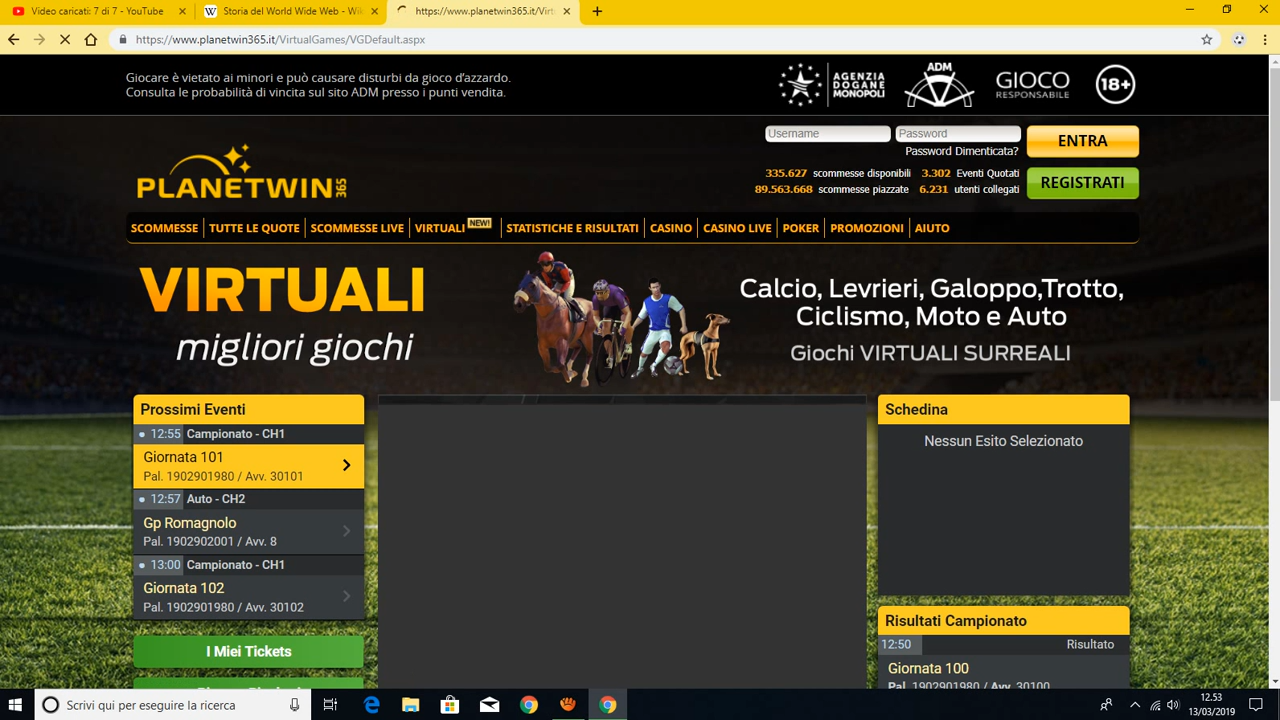 Video caricati: 7 di 7 - YouTube
Storia del World Wide Web - Wik
https://www.planetwin365.it/Virt
https://www.planetwin365.it/VirtualGames/VGDefault.aspx
Giocare è vietato ai minori e può causare disturbi da gioco d'azzardo.
Consulta le probabilità di vincita sul sito ADM presso i punti vendita.
AGENZIA
DOGANE
MONOPOLI
ADM
GIOCO
RESPONSABILE
18+
PLANETWIN365
Username
Password
ENTRA
Password Dimenticata?
335.627 scommesse disponibili 3.302 Eventi Quotati
89.563.668 scommesse piazzate 6.231 utenti collegati
REGISTRATI
SCOMMESSE TUTTE LE QUOTE SCOMMESSE LIVE VIRTUALI NEW! STATISTICHE E RISULTATI CASINO CASINO LIVE POKER PROMOZIONI AIUTO
VIRTUALI
migliori giochi
Calcio, Levrieri, Galoppo,Trotto,
Ciclismo, Moto e Auto
Giochi VIRTUALI SURREALI
Prossimi Eventi
12:55 Campionato - CH1
Giornata 101
Pal. 1902901980 / Avv. 30101
12:57 Auto - CH2
Gp Romagnolo
Pal. 1902902001 / Avv. 8
13:00 Campionato - CH1
Giornata 102
Pal. 1902901980 / Avv. 30102
I Miei Tickets
Schedina
Nessun Esito Selezionato
Risultati Campionato
12:50 Risultato
Giornata 100
Pal. 1902901980 / Avv. 30100
Scrivi qui per eseguire la ricerca
12.53
13/03/2019